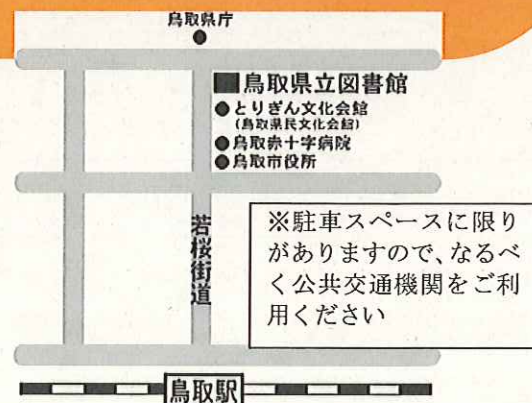 鳥取県庁
鳥取県立図書館
とりぎん文化会館
(鳥取県民文化会館)
鳥取赤十字病院
鳥取市役所
若桜街道
※駐車スペースに限り
がありますので、なるべ
く公共交通機関をご利
用ください
鳥取駅